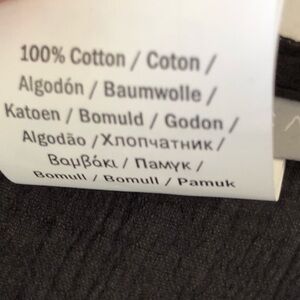 100% Cotton / Coton /
Algodón / Baumwolle /
Katoen / Bomuld / Godon /
Algodão / Хлопчатник /
Βαμβάκι / Памук /
Bomull / Bomull / Pamuk